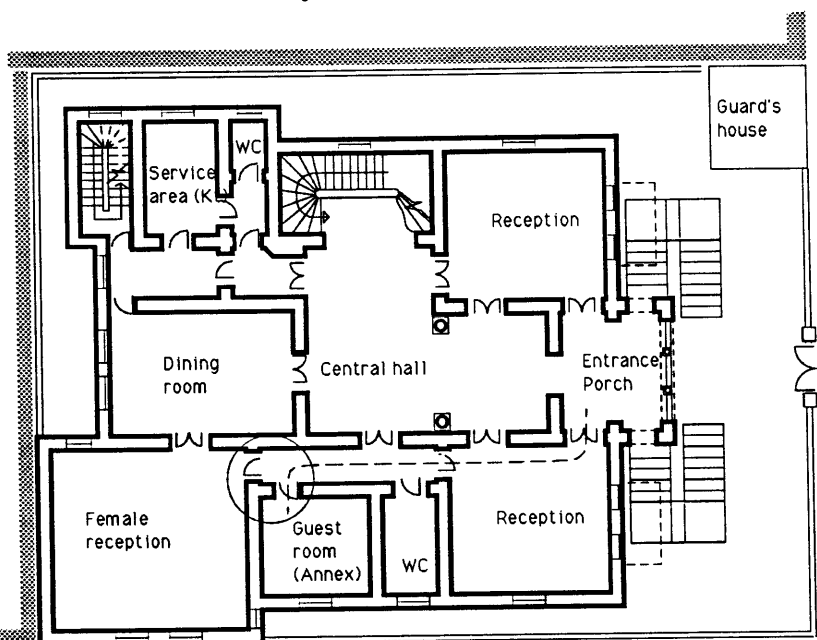 Guard's
house
WC
Service
area (K
Reception
Dining
room
Central hall
Entrance
Porch
Female
reception
Guest
room
(Annex)
WC
Reception